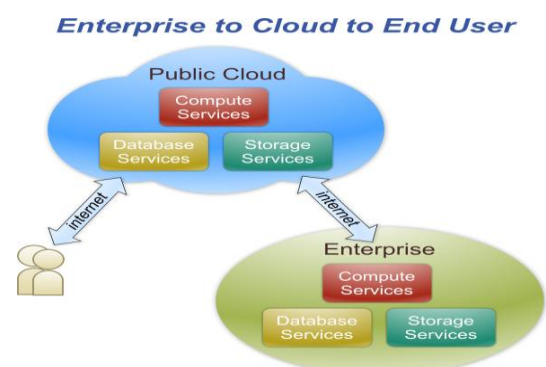 Enterprise to Cloud to End User
Public Cloud
Compute
Services
Database
Services
Storage
Services
internet
internet
Enterprise
Compute
Services
Database
Services
Storage
Services